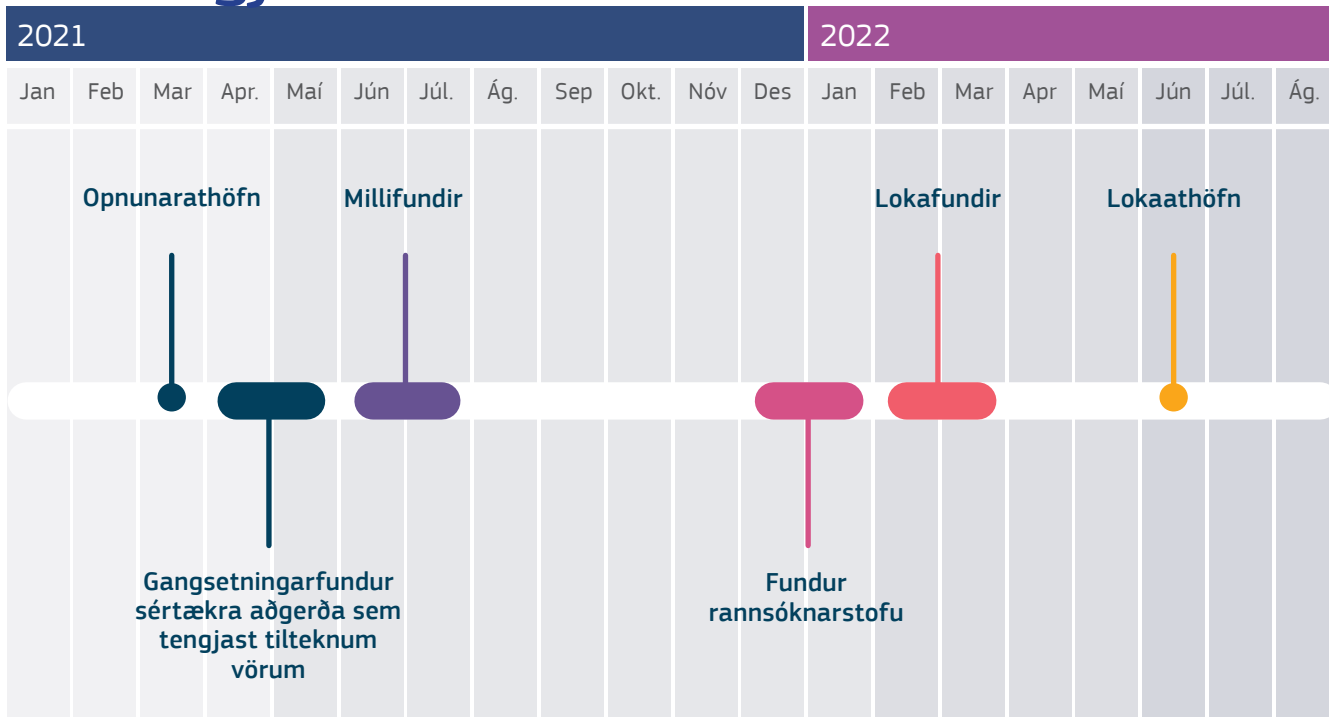 2021 2022
Jan Feb Mar Apr. Maí Jún Júl. Ág. Sep Okt. Nóv Des Jan Feb Mar Apr Maí Jún Júl. Ág.
Opnunarathöfn Millifundir Lokafundir Lokaathöfn
Gangsetningarfundur
sértækra aðgerða sem
tengjast tilteknum
vörum
Fundur
rannsóknarstofu